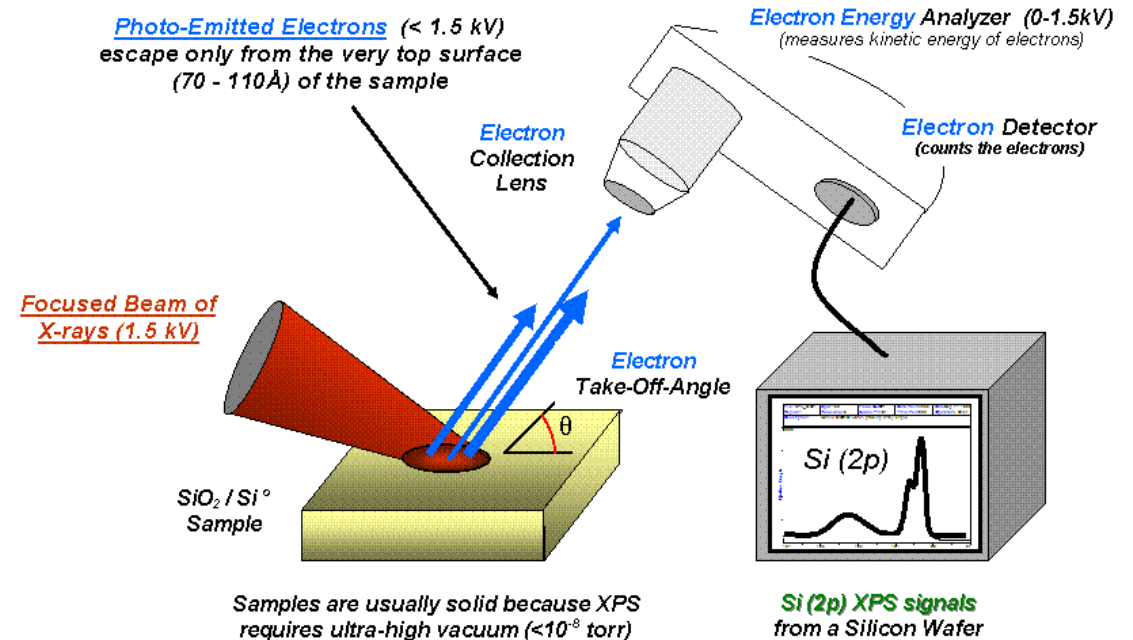 Photo-Emitted Electrons (< 1.5 kV)
escape only from the very top surface
(70 - 110Å) of the sample
Electron Energy Analyzer (0-1.5kV)
(measures kinetic energy of electrons)
Electron Detector
(counts the electrons)
Electron
Collection
Lens
Focused Beam of
X-rays (1.5 kV)
Electron
Take-Off-Angle
θ
Si (2p)
SiO₂ / Si°
Sample
Samples are usually solid because XPS
requires ultra-high vacuum (<10⁻⁸ torr)
Si (2p) XPS signals
from a Silicon Wafer